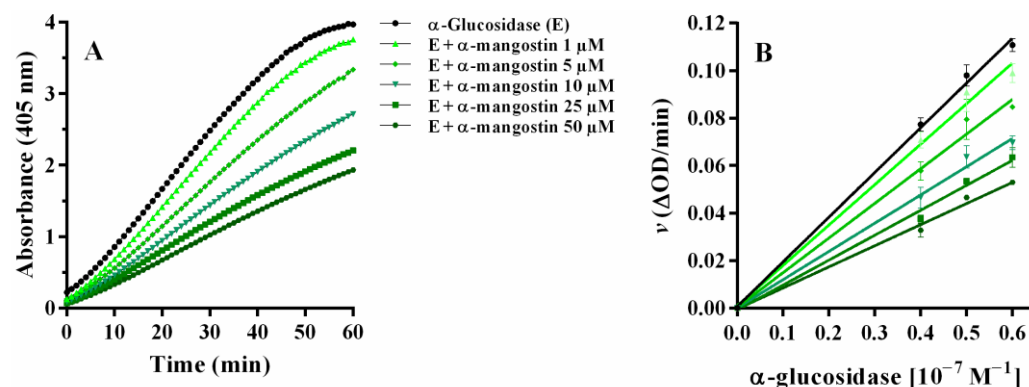 A
Absorbance (405 nm)
4
3
2
1
0
0 10 20 30 40 50 60
Time (min)
α-Glucosidase (E)
E + α-mangostin 1 µM
E + α-mangostin 5 µM
E + α-mangostin 10 µM
E + α-mangostin 25 µM
E + α-mangostin 50 µM
B
v (ΔOD/min)
0.12
0.10
0.08
0.06
0.04
0.02
0.00
0.0 0.1 0.2 0.3 0.4 0.5 0.6
α-glucosidase [10⁻⁷ M⁻¹]